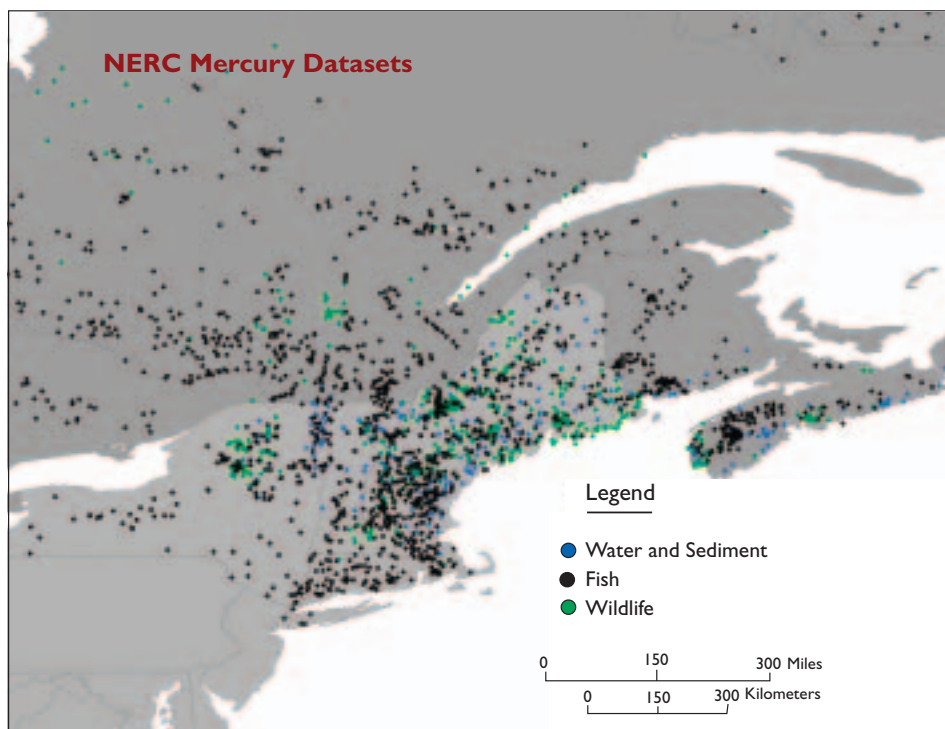 NERC Mercury Datasets
Legend
Water and Sediment
Fish
Wildlife
0 150 300 Miles
0 150 300 Kilometers